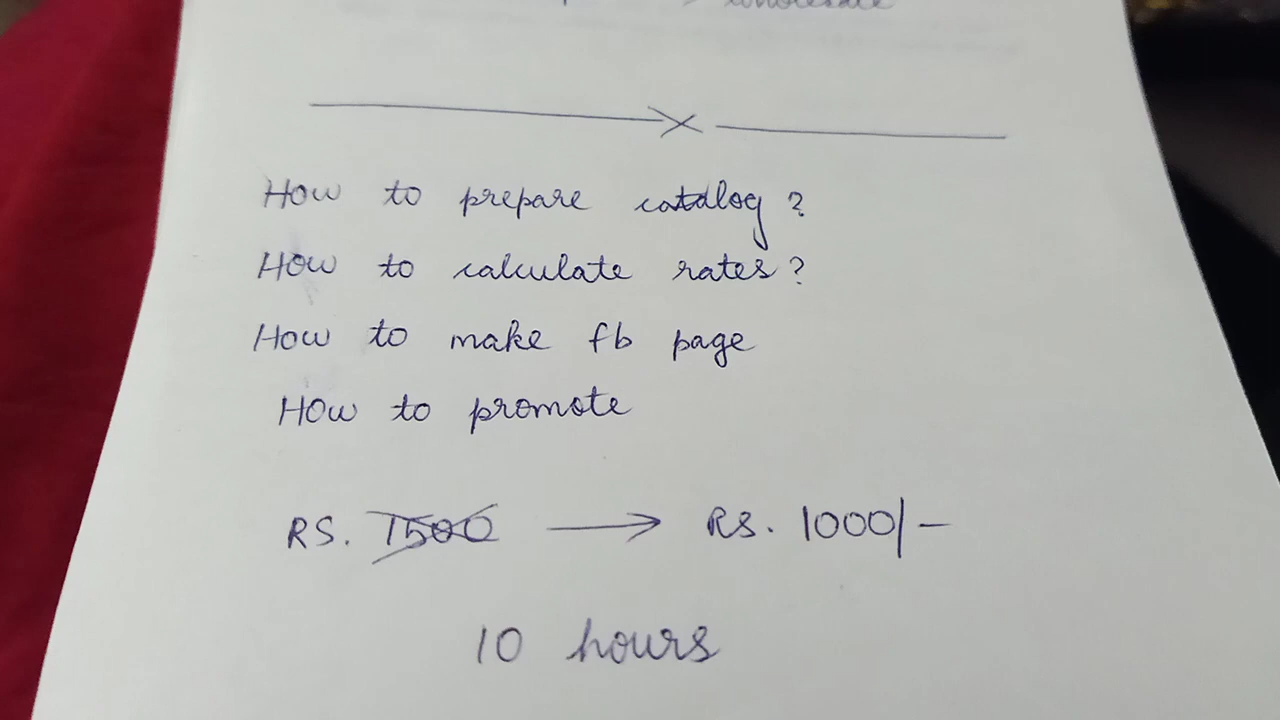 wholesale
How to prepare catalog?
How to calculate rates?
How to make fb page
How to promote
RS. 1500 → RS. 1000/-
10 hours